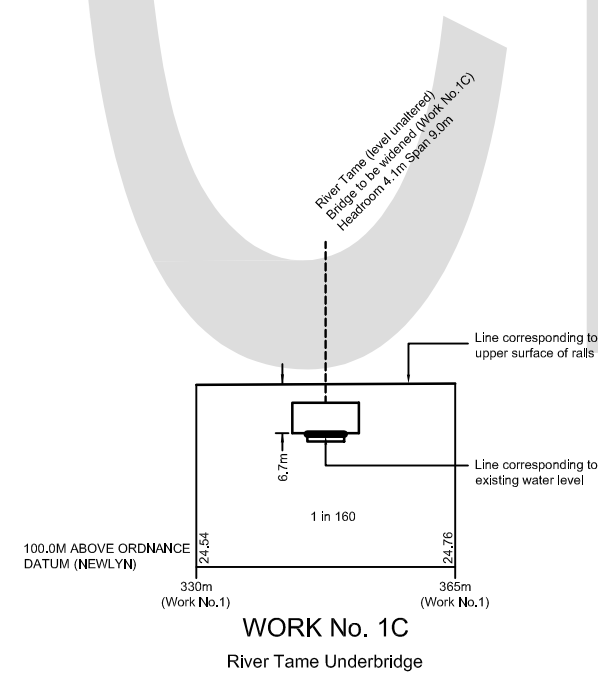 River Tame (level unaltered)
Bridge to be widened (Work No.1C)
Headroom 4.1m Span 9.0m
Line corresponding to
upper surface of rails
6.7m
Line corresponding to
existing water level
1 in 160
24.54
24.76
100.0M ABOVE ORDNANCE
DATUM (NEWLYN)
330m
(Work No.1)
365m
(Work No.1)
WORK No. 1C
River Tame Underbridge